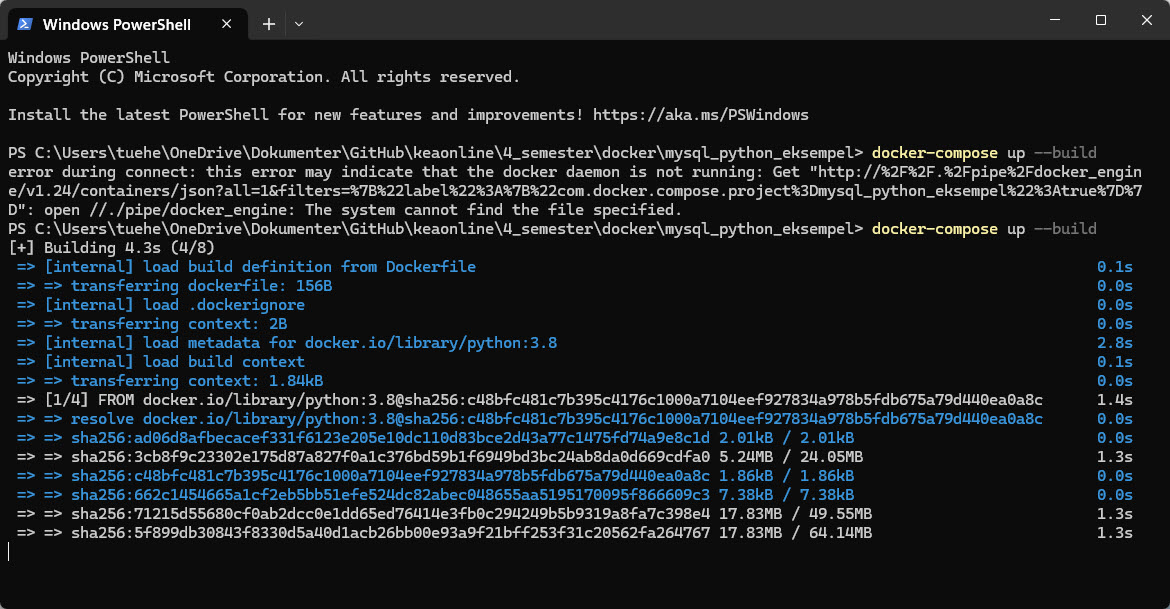 Windows PowerShell
Windows PowerShell
Copyright (C) Microsoft Corporation. All rights reserved.
Install the latest PowerShell for new features and improvements! https://aka.ms/PSWindows
PS C:\Users\tuehe\OneDrive\Dokumenter\GitHub\keaonline\4_semester\docker\mysql_python_eksempel> docker-compose up --build
error during connect: this error may indicate that the docker daemon is not running: Get "http://%2F%2F.%2Fpipe%2Fdocker_engin
e/v1.24/containers/json?all=1&filters=%7B%22label%22%3A%7B%22com.docker.compose.project%3Dmysql_python_eksempel%22%3Atrue%7D%7
D": open //./pipe/docker_engine: The system cannot find the file specified.
PS C:\Users\tuehe\OneDrive\Dokumenter\GitHub\keaonline\4_semester\docker\mysql_python_eksempel> docker-compose up --build
[+] Building 4.3s (4/8)
=> [internal] load build definition from Dockerfile 0.1s
=> => transferring dockerfile: 156B 0.0s
=> [internal] load .dockerignore 0.0s
=> => transferring context: 2B 0.0s
=> [internal] load metadata for docker.io/library/python:3.8 2.8s
=> [internal] load build context 0.1s
=> => transferring context: 1.84kB 0.0s
=> [1/4] FROM docker.io/library/python:3.8@sha256:c48bfc481c7b395c4176c1000a7104eef927834a978b5fdb675a79d440ea0a8c 1.4s
=> => resolve docker.io/library/python:3.8@sha256:c48bfc481c7b395c4176c1000a7104eef927834a978b5fdb675a79d440ea0a8c 0.0s
=> => sha256:ad06d8afbecacef331f6123e205e10dc110d83bce2d43a77c1475fd74a9e8c1d 2.01kB / 2.01kB 0.0s
=> => sha256:3cb8f9c23302e175d87a827f0a1c376bd59b1f6949bd3bc24ab8da0d669cdfa0 5.24MB / 24.05MB 1.3s
=> => sha256:c48bfc481c7b395c4176c1000a7104eef927834a978b5fdb675a79d440ea0a8c 1.86kB / 1.86kB 0.0s
=> => sha256:662c1454665a1cf2eb5bb51efe524dc82abec048655aa5195170095f866609c3 7.38kB / 7.38kB 0.0s
=> => sha256:71215d55680cf0ab2dcc0e1dd65ed76414e3fb0c294249b5b9319a8fa7c398e4 17.83MB / 49.55MB 1.3s
=> => sha256:5f899db30843f8330d5a40d1acb26bb00e93a9f21bff253f31c20562fa264767 17.83MB / 64.14MB 1.3s